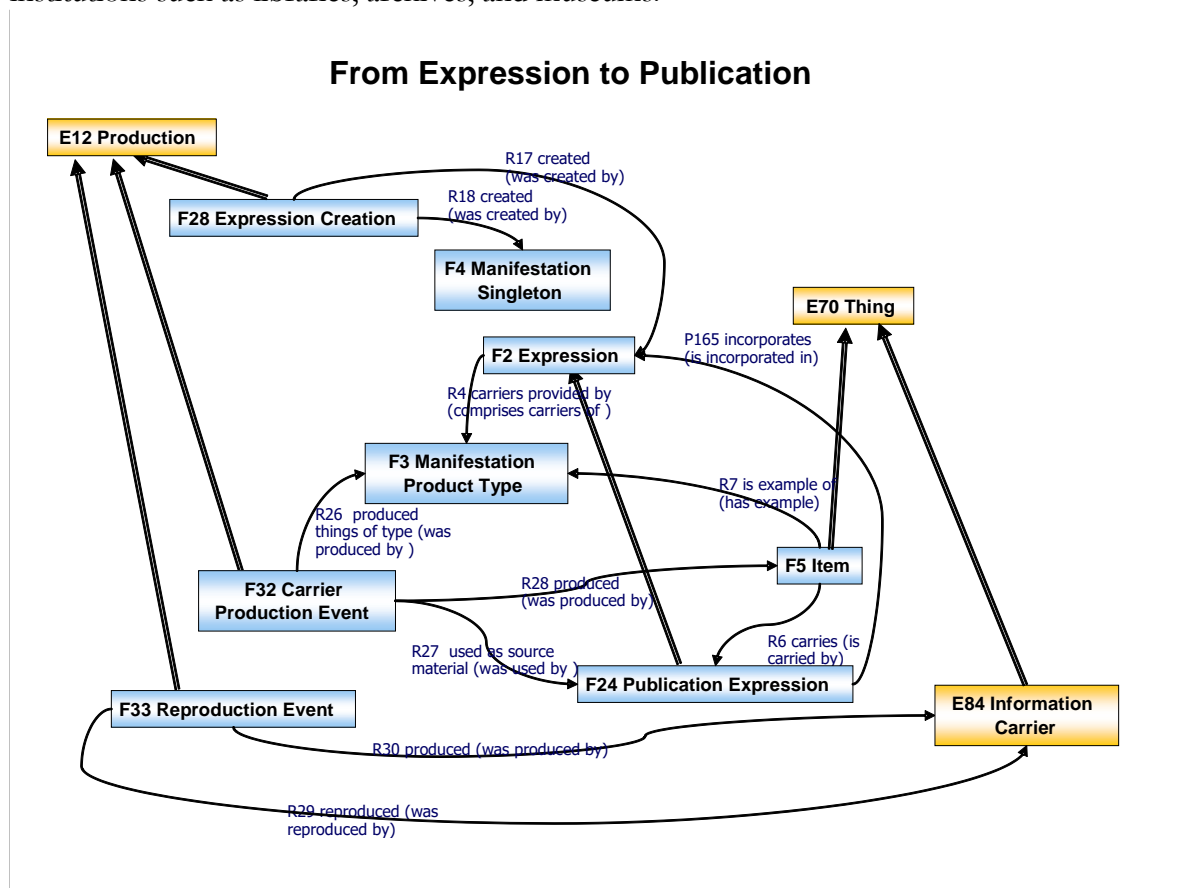 institutions such as libraries, archives, and museums.
From Expression to Publication
E12 Production
R17 created
(was created by)
R18 created
(was created by)
F28 Expression Creation
F4 Manifestation
Singleton
E70 Thing
P165 incorporates
(is incorporated in)
F2 Expression
R4 carriers provided by
(comprises carriers of )
F3 Manifestation
Product Type
R7 is example of
(has example)
R26  produced
things of type (was
produced by )
F5 Item
F32 Carrier
Production Event
R28 produced
(was produced by)
R27  used as source
material (was used by )
R6 carries (is
carried by)
F24 Publication Expression
F33 Reproduction Event
E84 Information
Carrier
R30 produced (was produced by)
R29 reproduced (was
reproduced by)